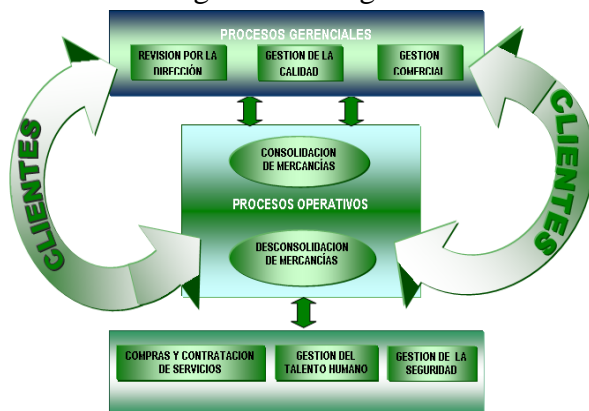 PROCESOS GERENCIALES
REVISION POR LA
DIRECCIÓN
GESTION DE LA
CALIDAD
GESTION
COMERCIAL
CLIENTES
CLIENTES
CONSOLIDACION
DE MERCANCÍAS
PROCESOS OPERATIVOS
DESCONSOLIDACION
DE MERCANCÍAS
COMPRAS Y CONTRATACION
DE SERVICIOS
GESTION DEL
TALENTO HUMANO
GESTION DE LA
SEGURIDAD